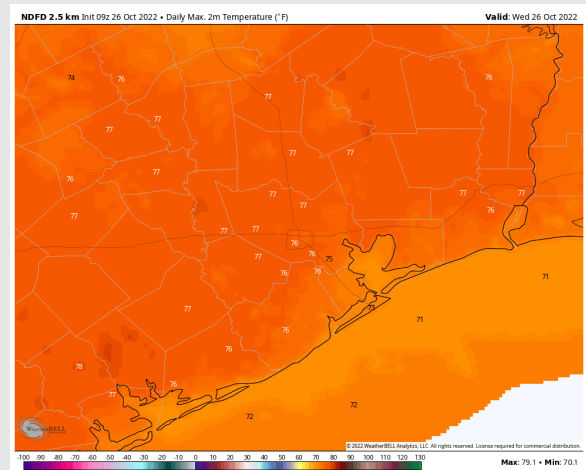 NDFD 2.5 km Init 09z 26 Oct 2022 • Daily Max. 2m Temperature (°F) Valid: Wed 26 Oct 2022
74 76 76
77
77 77
77 77
76 77
77 77 77
77 77 76
77 77
76
77 76 75
76 76
71
77 73
71
76
76
78
77 76
72 72
WeatherBELL
© 2022 WeatherBELL Analytics, LLC. All rights reserved. License required for commercial distribution.
-100 -90 -80 -70 -60 -50 -40 -30 -20 -10 0 10 20 30 40 50 60 70 80 90 100 110 120 130 Max: 79.1 • Min: 70.1